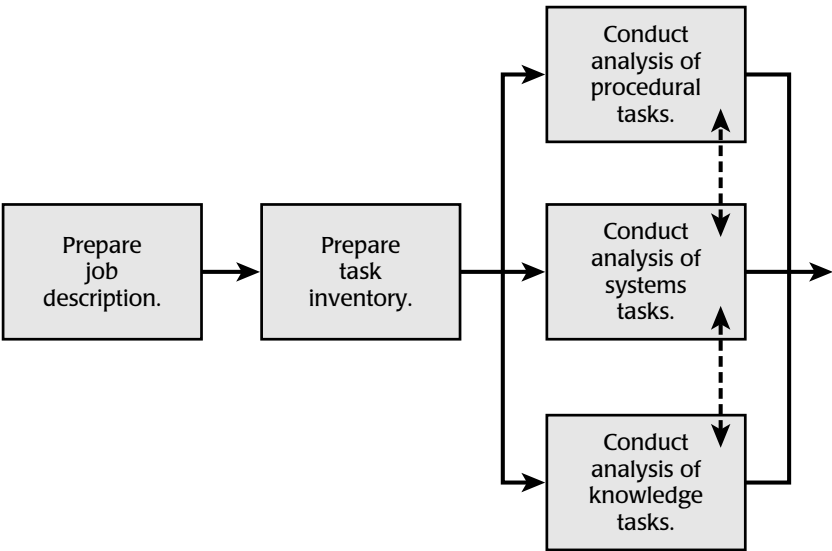 Prepare
job
description.
Prepare
task
inventory.
Conduct
analysis of
procedural
tasks.
Conduct
analysis of
systems
tasks.
Conduct
analysis of
knowledge
tasks.